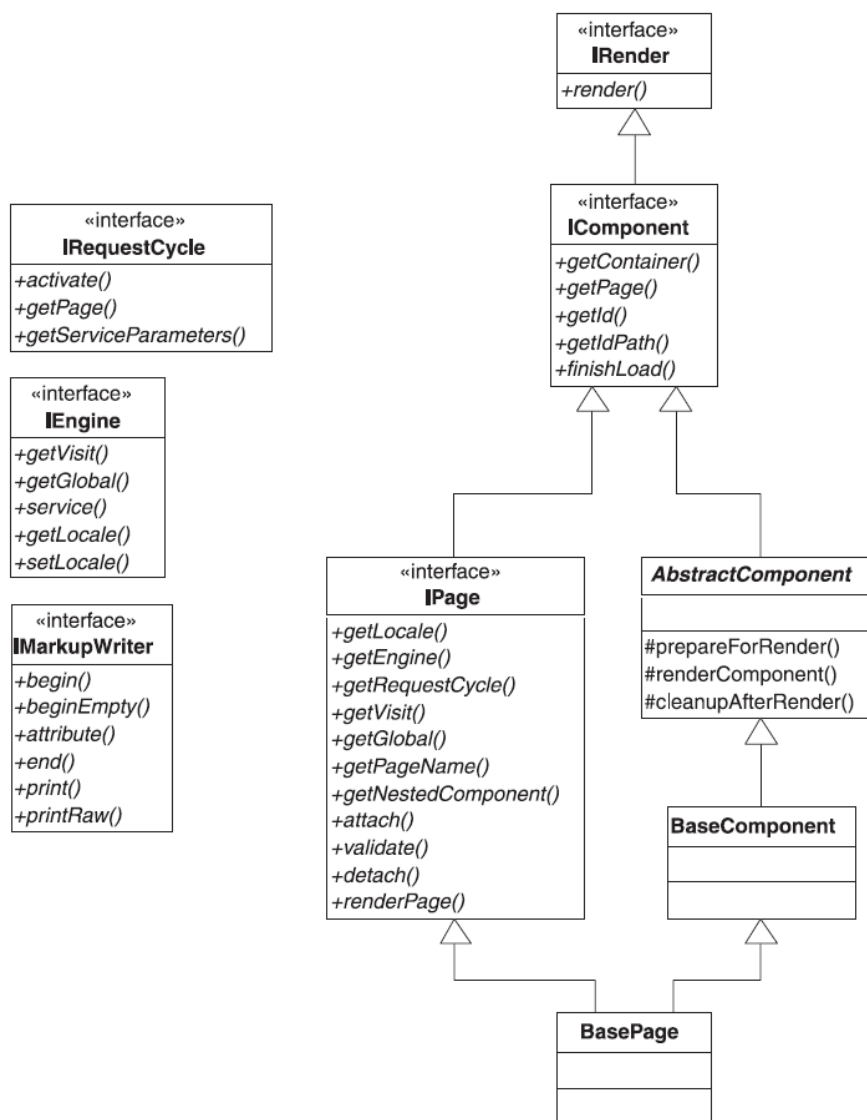 «interface»
IRender
+render()
«interface»
IComponent
+getContainer()
+getPage()
+getId()
+getIdPath()
+finishLoad()
«interface»
IRequestCycle
+activate()
+getPage()
+getServiceParameters()
«interface»
IEngine
+getVisit()
+getGlobal()
+service()
+getLocale()
+setLocale()
«interface»
IMarkupWriter
+begin()
+beginEmpty()
+attribute()
+end()
+print()
+printRaw()
«interface»
IPage
+getLocale()
+getEngine()
+getRequestCycle()
+getVisit()
+getGlobal()
+getPageName()
+getNestedComponent()
+attach()
+validate()
+detach()
+renderPage()
AbstractComponent
#prepareForRender()
#renderComponent()
#cleanupAfterRender()
BaseComponent
BasePage